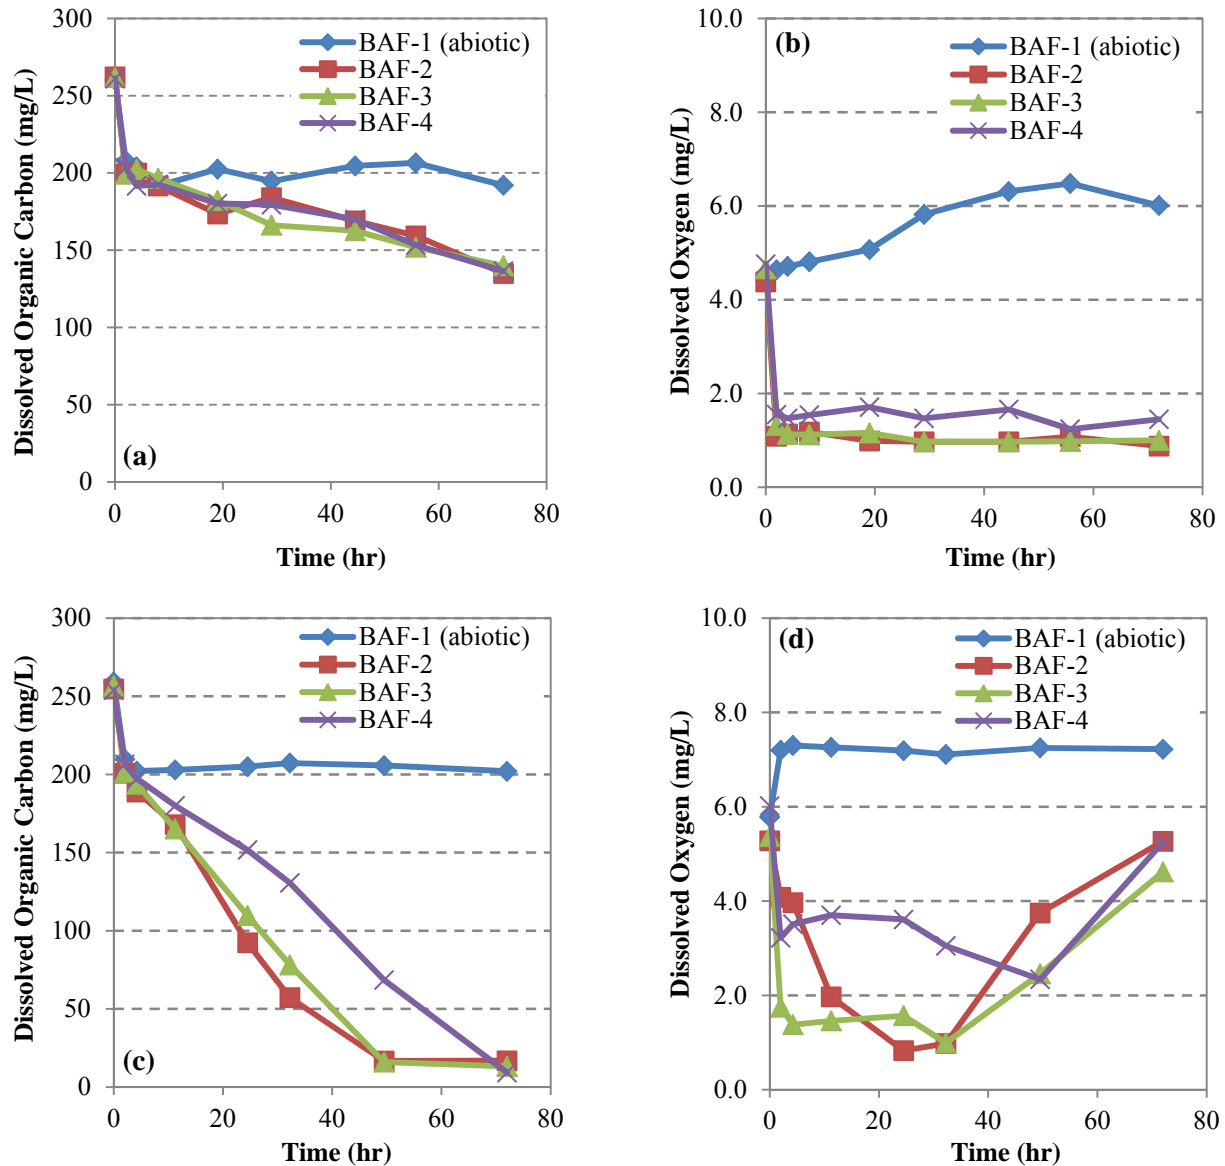 300
250
200
150
100
50
0
0 20 40 60 80
Dissolved Organic Carbon (mg/L)
Time (hr)
BAF-1 (abiotic)
BAF-2
BAF-3
BAF-4
(a)
10.0
8.0
6.0
4.0
2.0
0.0
0 20 40 60 80
Dissolved Oxygen (mg/L)
Time (hr)
(b)
BAF-1 (abiotic)
BAF-2
BAF-3
BAF-4
300
250
200
150
100
50
0
0 20 40 60 80
Dissolved Organic Carbon (mg/L)
Time (hr)
BAF-1 (abiotic)
BAF-2
BAF-3
BAF-4
(c)
10.0
8.0
6.0
4.0
2.0
0.0
0 20 40 60 80
Dissolved Oxygen (mg/L)
Time (hr)
(d)
BAF-1 (abiotic)
BAF-2
BAF-3
BAF-4